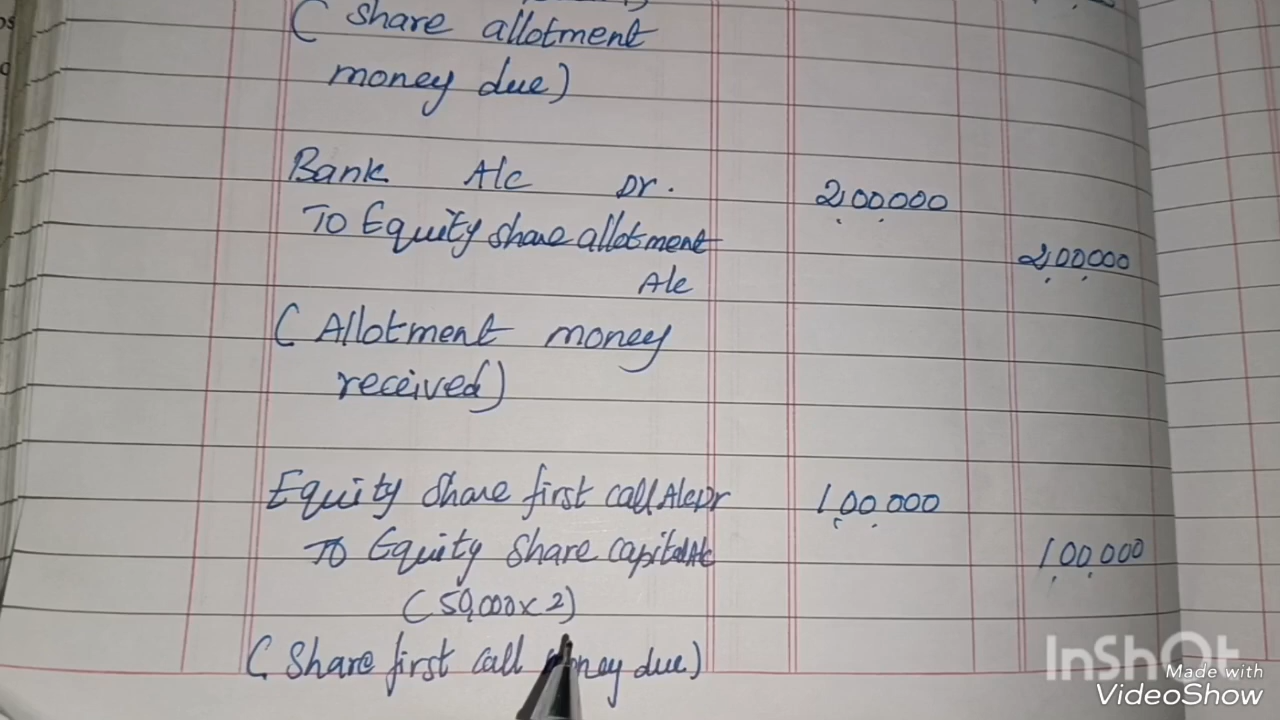 ( Share allotment
money due)
Bank A/c Dr. 2,00,000
To Equity share allotment
A/c 2,00,000
( Allotment money
received)
Equity Share first call A/c Dr 1,00,000
To Equity Share capital A/c 1,00,000
(50,000 x 2)
( Share first call money due)
InShOt
Made with
VideoShow